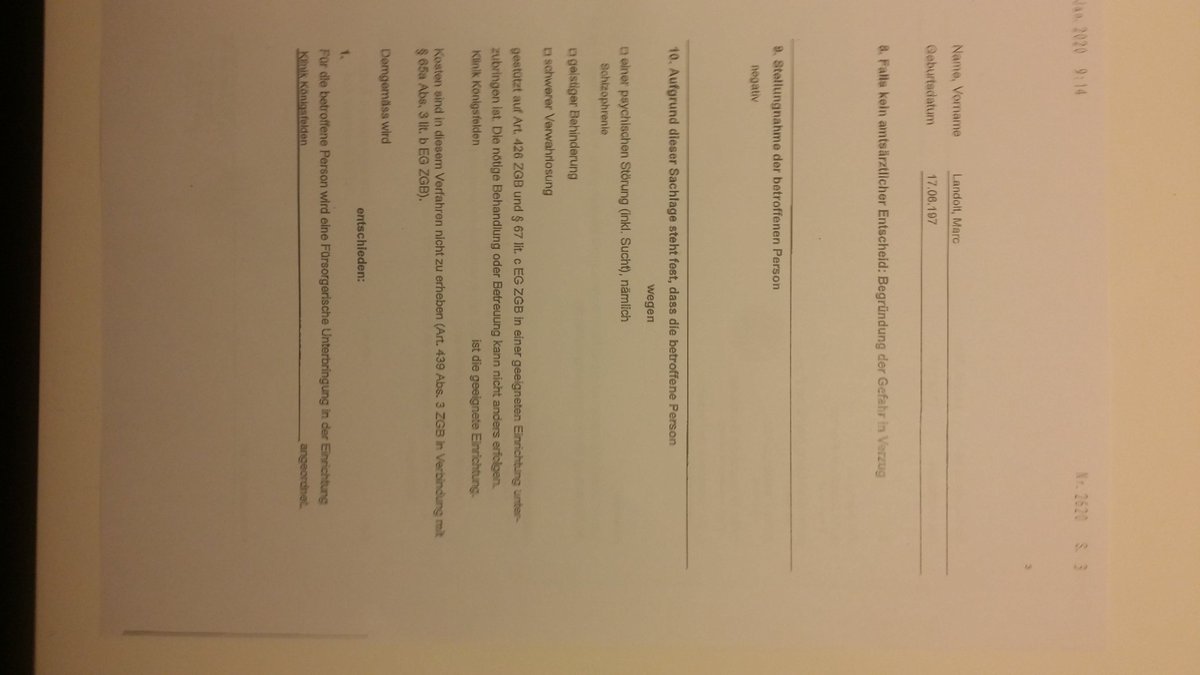 Jan. 2020 9:14 Nr. 2620 S. 3
3
Name, Vorname Landolt, Marc
Geburtsdatum 17.06.197
8. Falls kein amtsärztlicher Entscheid: Begründung der Gefahr in Verzug
9. Stellungnahme der betroffenen Person
negativ
10. Aufgrund dieser Sachlage steht fest, dass die betroffene Person
wegen
□ einer psychischen Störung (inkl. Sucht), nämlich
Schizophrenie
□ geistiger Behinderung
□ schwerer Verwahrlosung
gestützt auf Art. 426 ZGB und § 67 lit. c EG ZGB in einer geeigneten Einrichtung unter-
zubringen ist. Die nötige Behandlung oder Betreuung kann nicht anders erfolgen.
Klinik Königsfelden ist die geeignete Einrichtung.
Kosten sind in diesem Verfahren nicht zu erheben (Art. 439 Abs. 3 ZGB in Verbindung mit
§ 65a Abs. 3 lit. b EG ZGB).
Demgemäss wird
entschieden:
1.
Für die betroffene Person wird eine Fürsorgerische Unterbringung in der Einrichtung
Klinik Königsfelden angeordnet.